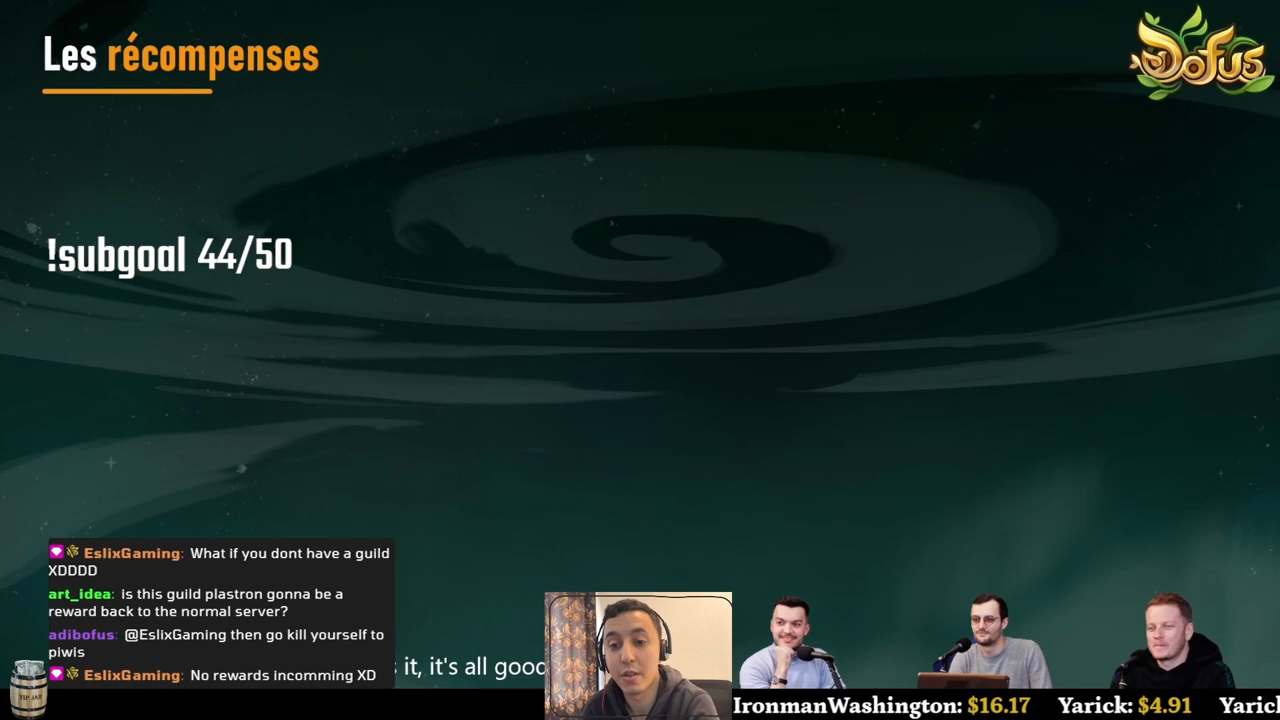 Les récompenses
Dofus
!subgoal 44/50
EslixGaming: What if you dont have a guild
XDDDD
art_idea: is this guild plastron gonna be a
reward back to the normal server?
adibofus: @EslixGaming then go kill yourself to
piwis
EslixGaming: No rewards incomming XD
it, it's all good
TIP JAR
IronmanWashington: $16.17 Yarick: $4.91